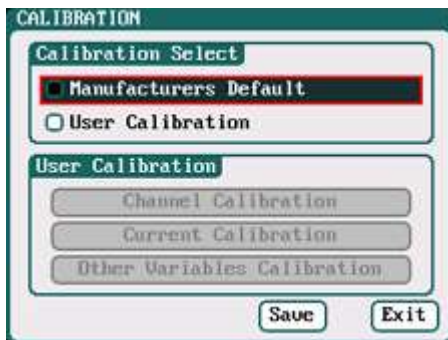 CALIBRATION
Calibration Select
Manufacturers Default
User Calibration
User Calibration
Channel Calibration
Current Calibration
Other Variables Calibration
Save Exit